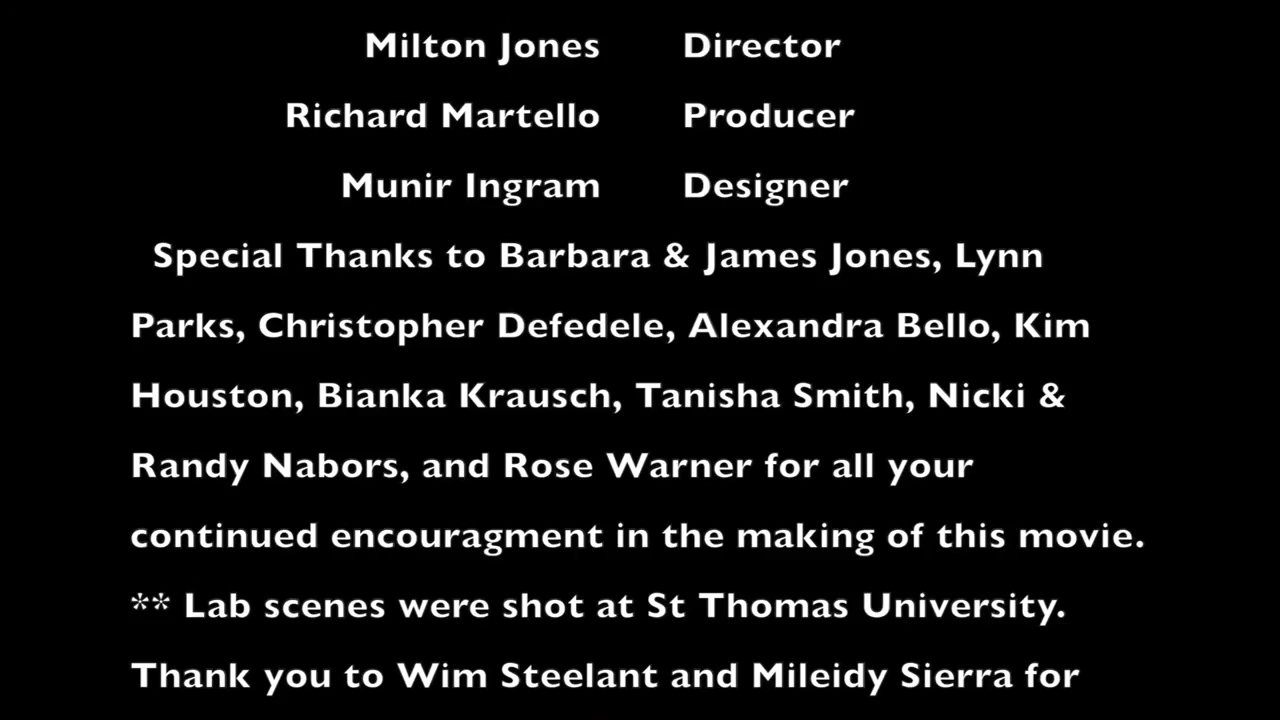 Milton Jones Director
Richard Martello Producer
Munir Ingram Designer
Special Thanks to Barbara & James Jones, Lynn
Parks, Christopher Defedele, Alexandra Bello, Kim
Houston, Bianka Krausch, Tanisha Smith, Nicki &
Randy Nabors, and Rose Warner for all your
continued encouragment in the making of this movie.
** Lab scenes were shot at St Thomas University.
Thank you to Wim Steelant and Mileidy Sierra for